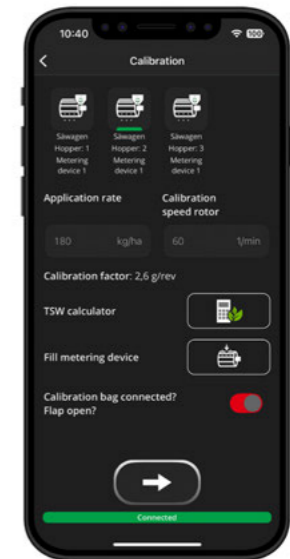 10:40
100
Calibration
Säwagen
Hopper: 1
Metering
device 1
Säwagen
Hopper: 2
Metering
device 1
Säwagen
Hopper: 3
Metering
device 1
Application rate
Calibration
speed rotor
180 kg/ha
60 1/min
Calibration factor: 2,6 g/rev
TSW calculator
Fill metering device
Calibration bag connected?
Flap open?
Connected